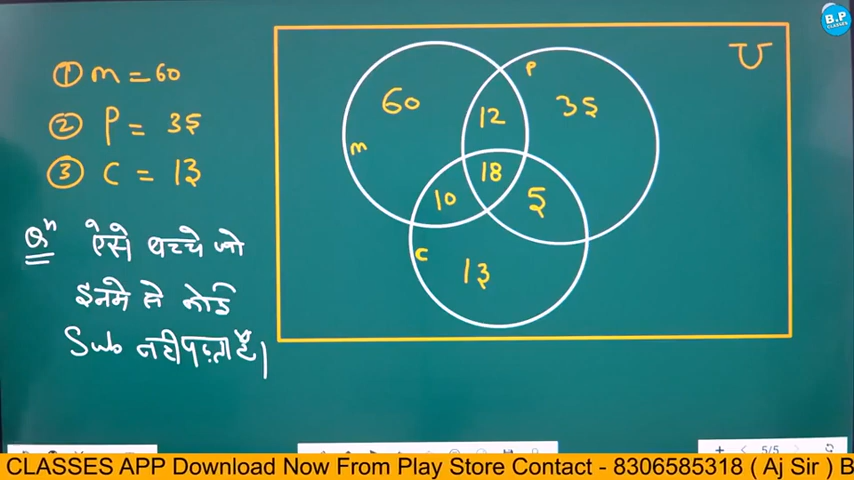 B.P
CLASSES
① m = 60
② P = 35
③ C = 13
Qⁿ ऐसे बच्चे जो
इनमे से कोई
Sub नही पढ़ता है।
U
m
60
12
P
35
18
10
5
C
13
5/5
CLASSES APP Download Now From Play Store Contact - 8306585318 ( Aj Sir ) B